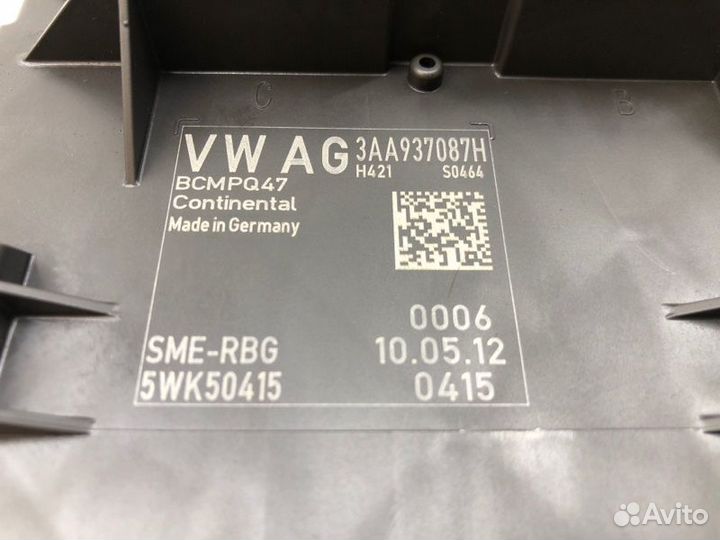 C
B
VW AG 3AA937087H
H421 S0464
BCMPQ47
Continental
Made in Germany
0006
SME-RBG 10.05.12
5WK50415 0415
Avito